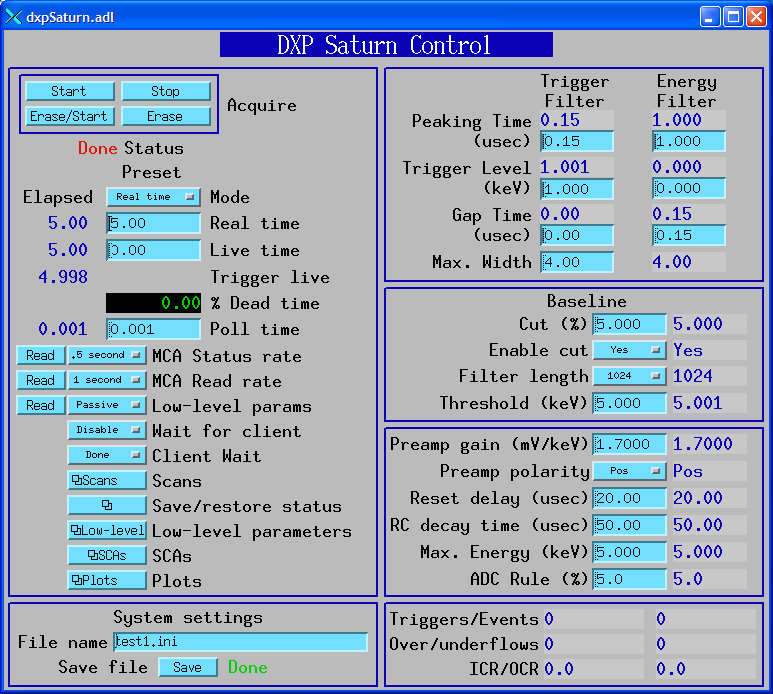 dxpSaturn.adl
DXP Saturn Control
Start Stop
Erase/Start Erase
Acquire
Done Status
Preset
Elapsed Real time Mode
5.00 5.00 Real time
5.00 0.00 Live time
4.998 Trigger live
0.00 % Dead time
0.001 0.001 Poll time
Read .5 second MCA Status rate
Read 1 second MCA Read rate
Read Passive Low-level params
Disable Wait for client
Done Client Wait
Scans Scans
Save/restore status
Low-level Low-level parameters
SCAs SCAs
Plots Plots
System settings
File name test1.ini
Save file Save Done
Trigger Energy
Filter Filter
Peaking Time 0.15 1.000
(usec) 0.15 1.000
Trigger Level 1.001 0.000
(keV) 1.000 0.000
Gap Time 0.00 0.15
(usec) 0.00 0.15
Max. Width 4.00 4.00
Baseline
Cut (%) 5.000 5.000
Enable cut Yes Yes
Filter length 1024 1024
Threshold (keV) 5.000 5.001
Preamp gain (mV/keV) 1.7000 1.7000
Preamp polarity Pos Pos
Reset delay (usec) 20.00 20.00
RC decay time (usec) 50.00 50.00
Max. Energy (keV) 5.000 5.000
ADC Rule (%) 5.0 5.0
Triggers/Events 0 0
Over/underflows 0 0
ICR/OCR 0.0 0.0